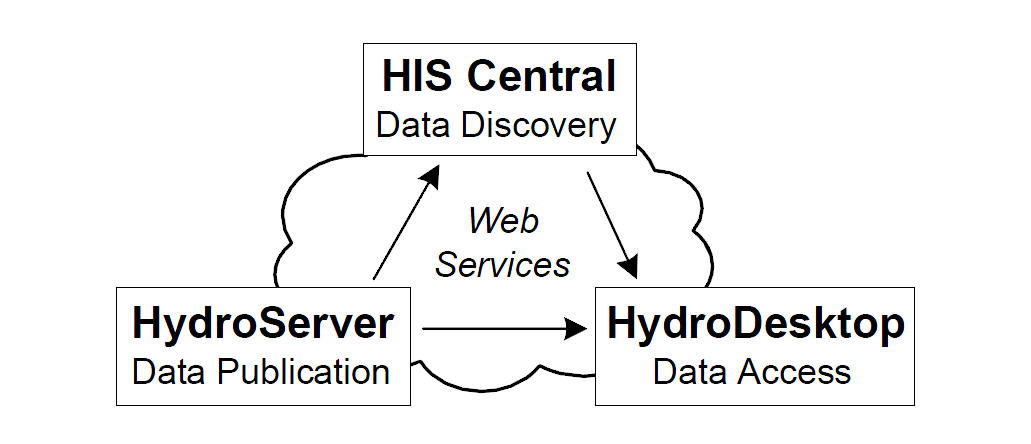 HIS Central
Data Discovery
Web
Services
HydroServer
Data Publication
HydroDesktop
Data Access